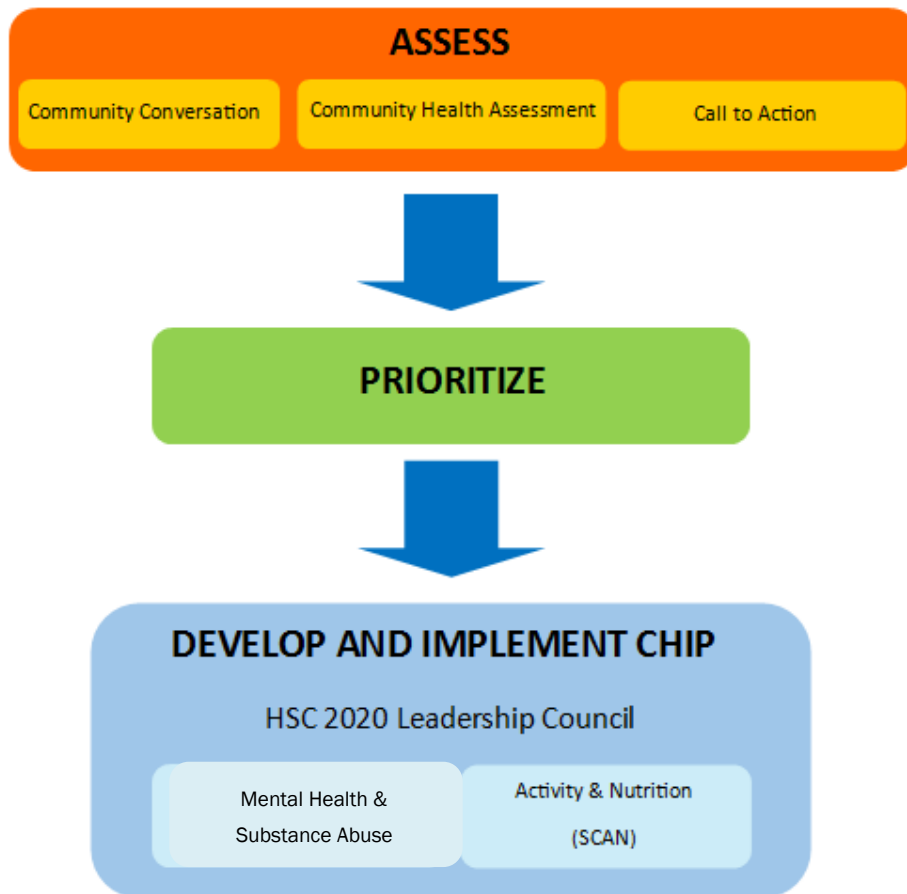 ASSESS
Community Conversation
Community Health Assessment
Call to Action
PRIORITIZE
DEVELOP AND IMPLEMENT CHIP
HSC 2020 Leadership Council
Mental Health &
Substance Abuse
Activity & Nutrition
(SCAN)